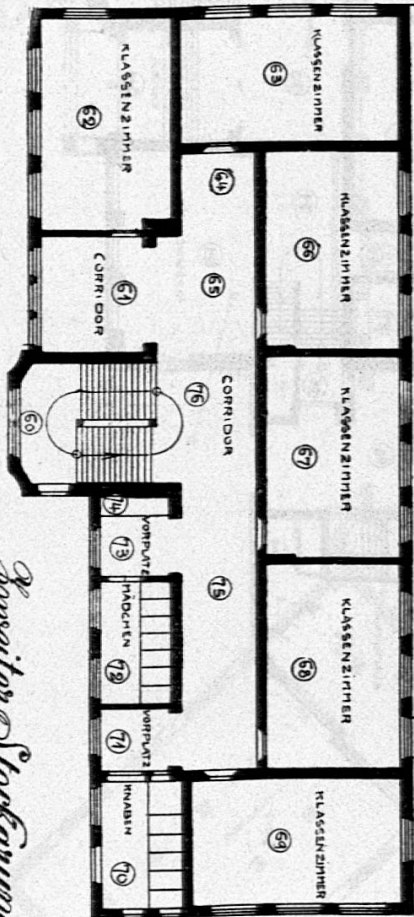 KLASSENZIMMER
63
KLASSENZIMMER
66
KLASSENZIMMER
67
KLASSENZIMMER
68
KLASSENZIMMER
69
64
65
CORRIDOR
76
75
KLASSENZIMMER
62
CORRIDOR
61
60
74
VORPLATZ
73
MÄDCHEN
72
VORPLATZ
71
KNABEN
70
Zweiter